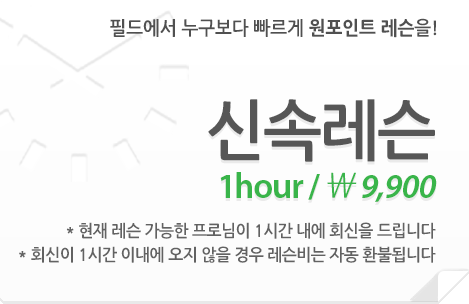 필드에서 누구보다 빠르게 원포인트 레슨을!
신속레슨
1hour / ₩ 9,900
* 현재 레슨 가능한 프로님이 1시간 내에 회신을 드립니다
* 회신이 1시간 이내에 오지 않을 경우 레슨비는 자동 환불됩니다